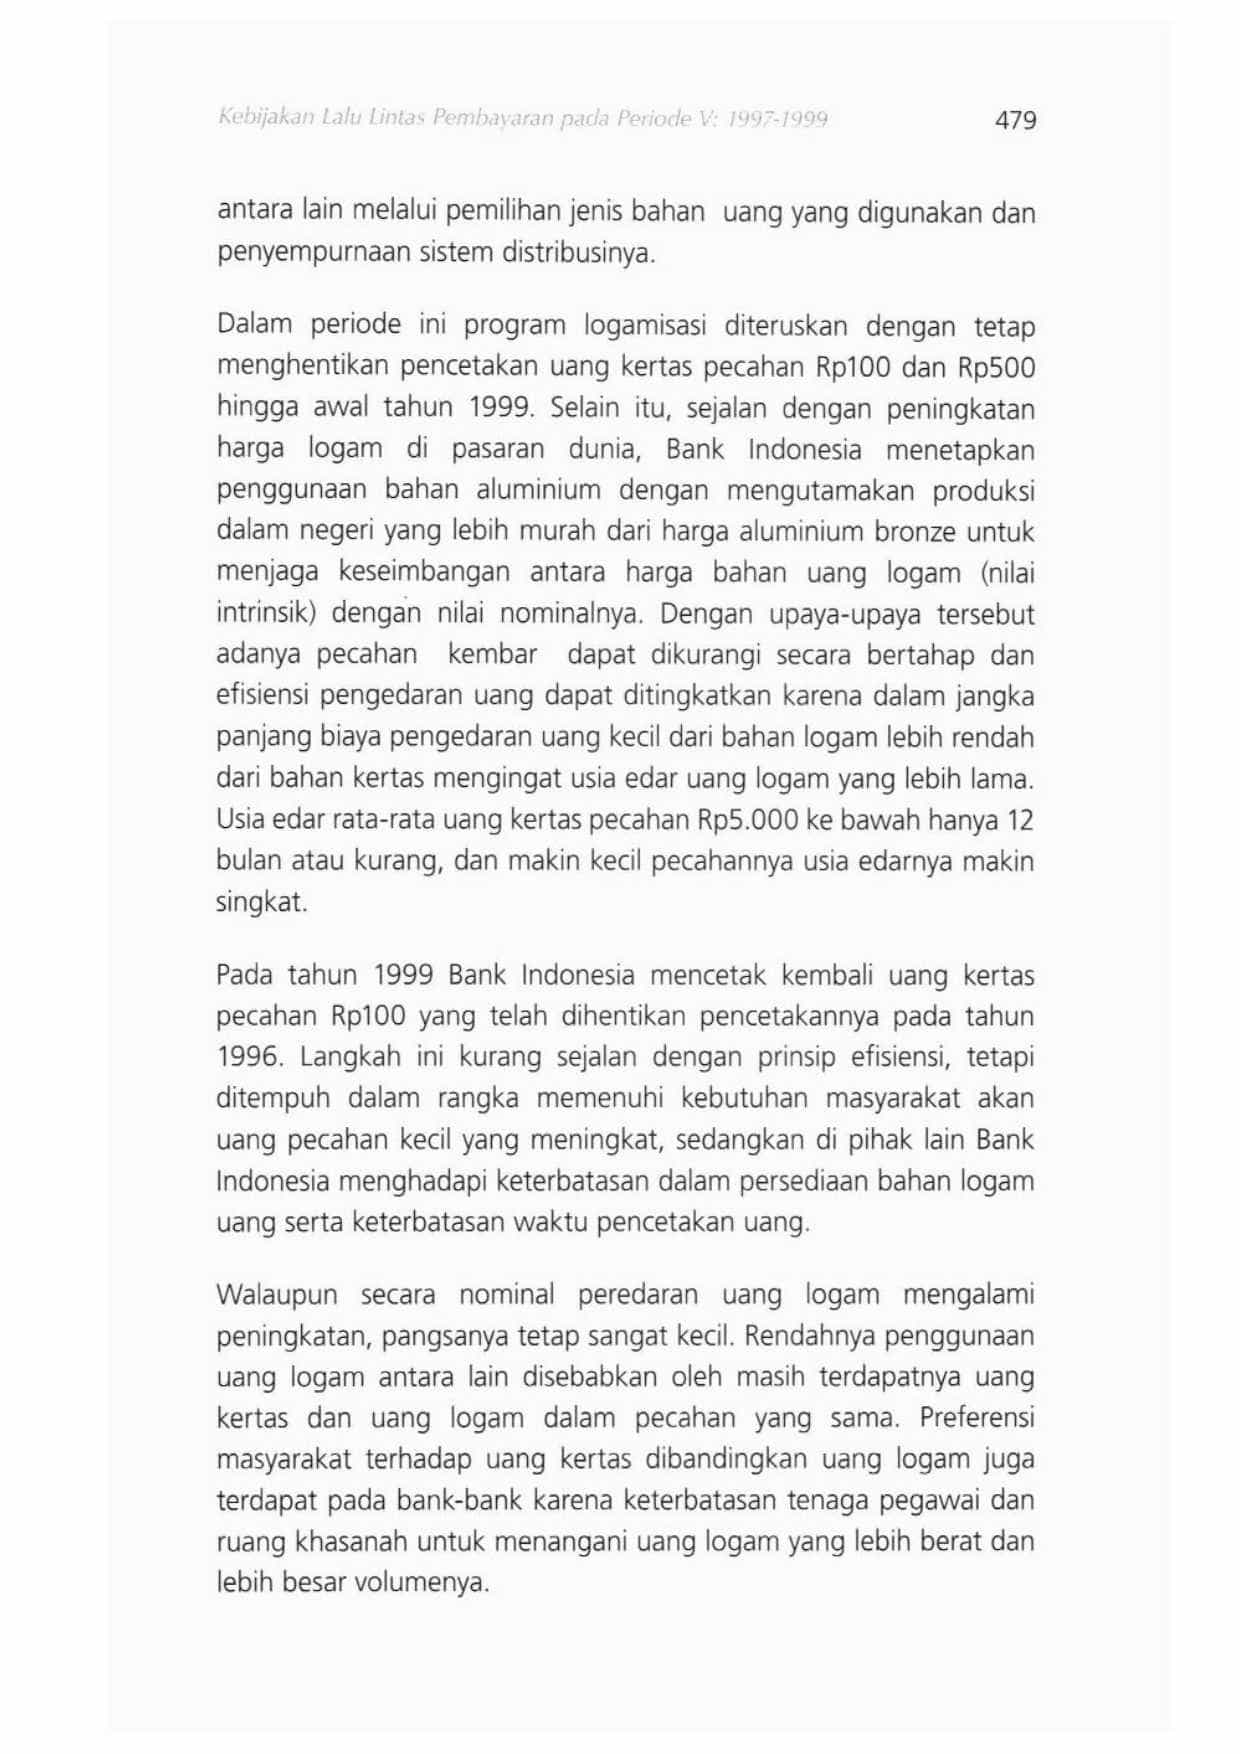 Kebijakan Lalu Lintas Pembayaran pada Periode V: 1997-1999 479
antara lain melalui pemilihan jenis bahan uang yang digunakan dan
penyempurnaan sistem distribusinya.
Dalam periode ini program logamisasi diteruskan dengan tetap
menghentikan pencetakan uang kertas pecahan Rp100 dan Rp500
hingga awal tahun 1999. Selain itu, sejalan dengan peningkatan
harga logam di pasaran dunia, Bank Indonesia menetapkan
penggunaan bahan aluminium dengan mengutamakan produksi
dalam negeri yang lebih murah dari harga aluminium bronze untuk
menjaga keseimbangan antara harga bahan uang logam (nilai
intrinsik) dengan nilai nominalnya. Dengan upaya-upaya tersebut
adanya pecahan kembar dapat dikurangi secara bertahap dan
efisiensi pengedaran uang dapat ditingkatkan karena dalam jangka
panjang biaya pengedaran uang kecil dari bahan logam lebih rendah
dari bahan kertas mengingat usia edar uang logam yang lebih lama.
Usia edar rata-rata uang kertas pecahan Rp5.000 ke bawah hanya 12
bulan atau kurang, dan makin kecil pecahannya usia edarnya makin
singkat.
Pada tahun 1999 Bank Indonesia mencetak kembali uang kertas
pecahan Rp100 yang telah dihentikan pencetakannya pada tahun
1996. Langkah ini kurang sejalan dengan prinsip efisiensi, tetapi
ditempuh dalam rangka memenuhi kebutuhan masyarakat akan
uang pecahan kecil yang meningkat, sedangkan di pihak lain Bank
Indonesia menghadapi keterbatasan dalam persediaan bahan logam
uang serta keterbatasan waktu pencetakan uang.
Walaupun secara nominal peredaran uang logam mengalami
peningkatan, pangsanya tetap sangat kecil. Rendahnya penggunaan
uang logam antara lain disebabkan oleh masih terdapatnya uang
kertas dan uang logam dalam pecahan yang sama. Preferensi
masyarakat terhadap uang kertas dibandingkan uang logam juga
terdapat pada bank-bank karena keterbatasan tenaga pegawai dan
ruang khasanah untuk menangani uang logam yang lebih berat dan
lebih besar volumenya.